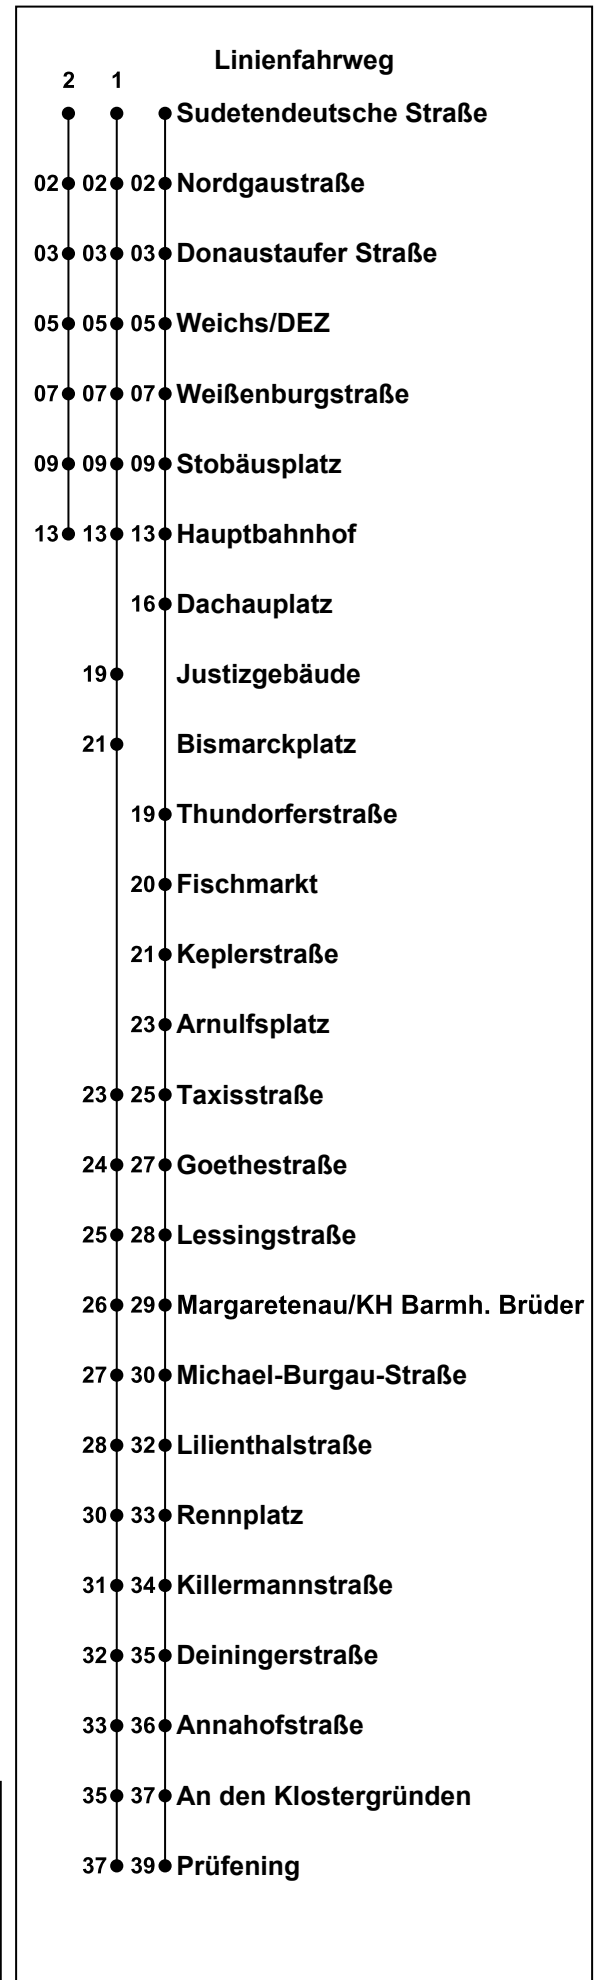 Linienfahrweg
2 1
Sudetendeutsche Straße
02 02 02 Nordgaustraße
03 03 03 Donaustaufer Straße
05 05 05 Weichs/DEZ
07 07 07 Weißenburgstraße
09 09 09 Stobäusplatz
13 13 13 Hauptbahnhof
16 Dachauplatz
19 Justizgebäude
21 Bismarckplatz
19 Thundorferstraße
20 Fischmarkt
21 Keplerstraße
23 Arnulfsplatz
23 25 Taxisstraße
24 27 Goethestraße
25 28 Lessingstraße
26 29 Margaretenau/KH Barmh. Brüder
27 30 Michael-Burgau-Straße
28 32 Lilienthalstraße
30 33 Rennplatz
31 34 Killermannstraße
32 35 Deiningerstraße
33 36 Annahofstraße
35 37 An den Klostergründen
37 39 Prüfening